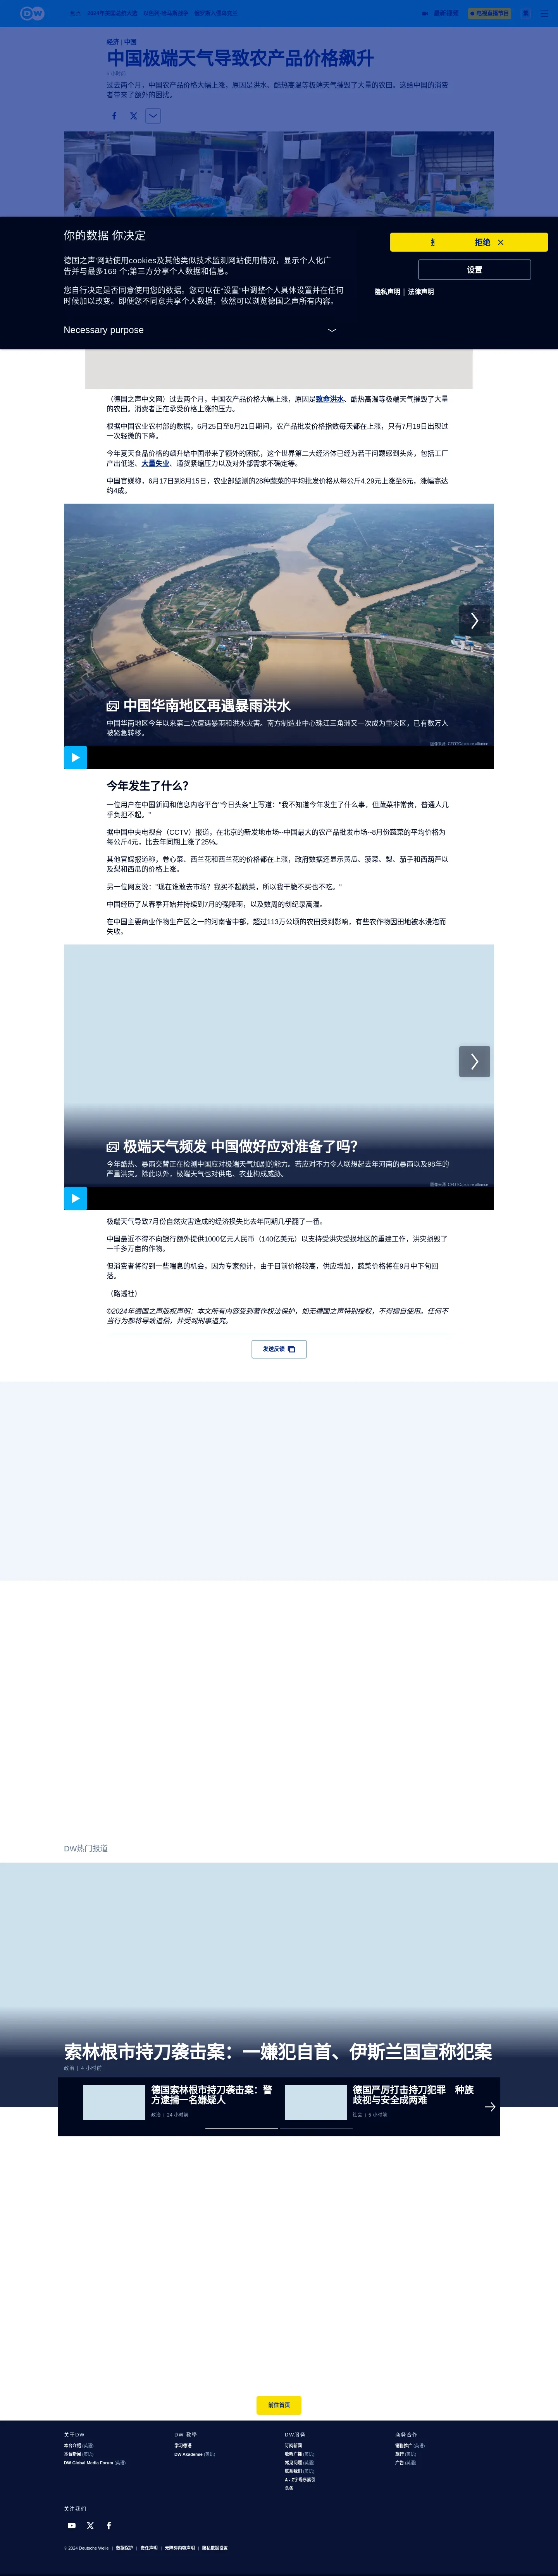 DW
焦点 2024年美国总统大选 以色列-哈马斯战争 俄罗斯入侵乌克兰 最新视频 电视直播节目
经济 | 中国
中国极端天气导致农产品价格飙升
5 小时前
过去两个月，中国农产品价格大幅上涨，原因是洪水、酷热高温等极端天气摧毁了大量的农田。这给中国的消费
者带来了额外的困扰。
你的数据 你决定
德国之声'网站使用cookies及其他类似技术监测网站使用情况，显示个人化广
告并与最多169 个;第三方分享个人数据和信息。
您自行决定是否同意使用您的数据。您可以在“设置”中调整个人具体设置并在任何
时候加以改变。即便您不同意共享个人数据，依然可以浏览德国之声所有内容。
Necessary purpose
拒绝
设置
隐私声明 | 法律声明
（德国之声中文网）过去两个月，中国农产品价格大幅上涨，原因是致命洪水、酷热高温等极端天气摧毁了大量
的农田。消费者正在承受价格上涨的压力。
根据中国农业农村部的数据，6月25日至8月21日期间，农产品批发价格指数每天都在上涨，只有7月19日出现过
一次轻微的下降。
今年夏天食品价格的飙升给中国带来了额外的困扰，这个世界第二大经济体已经为若干问题感到头疼，包括工厂
产出低迷、大量失业、通货紧缩压力以及对外部需求不确定等。
中国官媒称，6月17日到8月15日，农业部监测的28种蔬菜的平均批发价格从每公斤4.29元上涨至6元，涨幅高达
约4成。
中国华南地区再遇暴雨洪水
中国华南地区今年以来第二次遭遇暴雨和洪水灾害。南方制造业中心珠江三角洲又一次成为重灾区，已有数万人
被紧急转移。
图像来源: CFOTO/picture alliance
今年发生了什么？
一位用户在中国新闻和信息内容平台“今日头条”上写道：“我不知道今年发生了什么事，但蔬菜非常贵，普通人几
乎负担不起。”
据中国中央电视台（CCTV）报道，在北京的新发地市场--中国最大的农产品批发市场--8月份蔬菜的平均价格为
每公斤4元，比去年同期上涨了25%。
其他官媒报道称，卷心菜、西兰花和西兰花的价格都在上涨，政府数据还显示黄瓜、菠菜、梨、茄子和西葫芦以
及梨和西瓜的价格上涨。
另一位网友说：“现在谁敢去市场？我买不起蔬菜，所以我干脆不买也不吃。”
中国经历了从春季开始并持续到7月的强降雨，以及数周的创纪录高温。
在中国主要商业作物生产区之一的河南省中部，超过113万公顷的农田受到影响，有些农作物因田地被水浸泡而
失收。
极端天气频发 中国做好应对准备了吗？
今年酷热、暴雨交替正在检测中国应对极端天气加剧的能力。若应对不力令人联想起去年河南的暴雨以及98年的
严重洪灾。除此以外，极端天气也对供电、农业构成威胁。
图像来源: CFOTO/picture alliance
极端天气导致7月份自然灾害造成的经济损失比去年同期几乎翻了一番。
中国最近不得不向银行额外提供1000亿元人民币（140亿美元）以支持受洪灾受损地区的重建工作，洪灾损毁了
一千多万亩的作物。
但消费者将得到一些喘息的机会，因为专家预计，由于目前价格较高，供应增加，蔬菜价格将在9月中下旬回
落。
（路透社）
©2024年德国之声版权声明：本文所有内容受到著作权法保护，如无德国之声特别授权，不得擅自使用。任何不
当行为都将导致追偿，并受到刑事追究。
发送反馈
DW热门报道
索林根市持刀袭击案：一嫌犯自首、伊斯兰国宣称犯案
政治 | 4 小时前
德国索林根市持刀袭击案：警
方逮捕一名嫌疑人
政治 | 24 小时前
德国严厉打击持刀犯罪 种族
歧视与安全成两难
社会 | 5 小时前
前往首页
关于DW
本台介绍 (英语)
本台新闻 (英语)
DW Global Media Forum (英语)
DW 教学
学习德语
DW Akademie (英语)
DW服务
订阅新闻
收听广播 (英语)
常见问题 (英语)
联系我们 (英语)
A - Z字母序索引
头条
商务合作
销售推广 (英语)
旅行 (英语)
广告 (英语)
关注我们
© 2024 Deutsche Welle | 数据保护 | 责任声明 | 无障碍内容声明 | 隐私数据设置